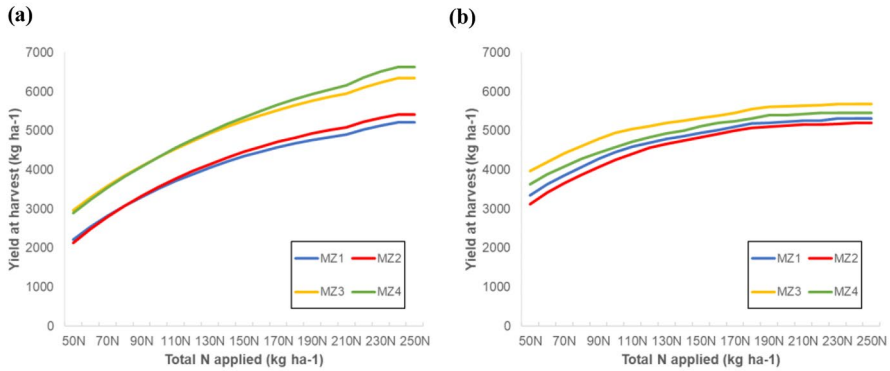 (a)
7000
6000
5000
4000
3000
2000
1000
0
Yield at harvest (kg ha-1)
MZ1 MZ2
MZ3 MZ4
50N 70N 90N 110N 130N 150N 170N 190N 210N 230N 250N
Total N applied (kg ha-1)
(b)
7000
6000
5000
4000
3000
2000
1000
0
Yield at harvest (kg ha-1)
MZ1 MZ2
MZ3 MZ4
50N 70N 90N 110N 130N 150N 170N 190N 210N 230N 250N
Total N applied (kg ha-1)